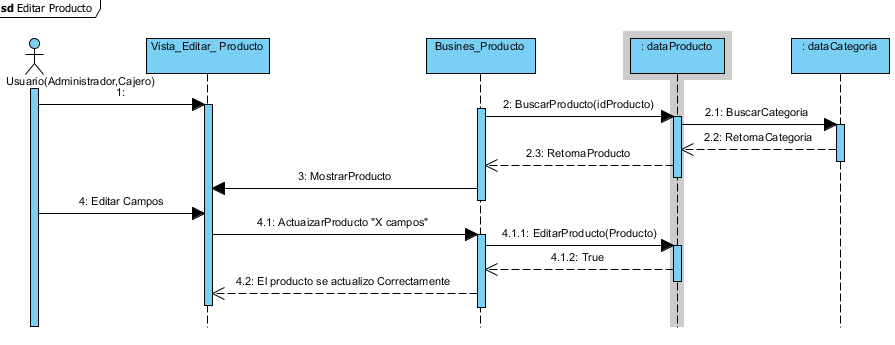 sd Editar Producto
Vista_Editar_ Producto
Busines_Producto
: dataProducto
: dataCategoria
Usuario(Administrador,Cajero)
1:
2: BuscarProducto(idProducto)
2.1: BuscarCategoria
2.2: RetornaCategoria
2.3: RetornaProducto
3: MostrarProducto
4: Editar Campos
4.1: ActuaizarProducto "X campos"
4.1.1: EditarProducto(Producto)
4.1.2: True
4.2: El producto se actualizo Correctamente